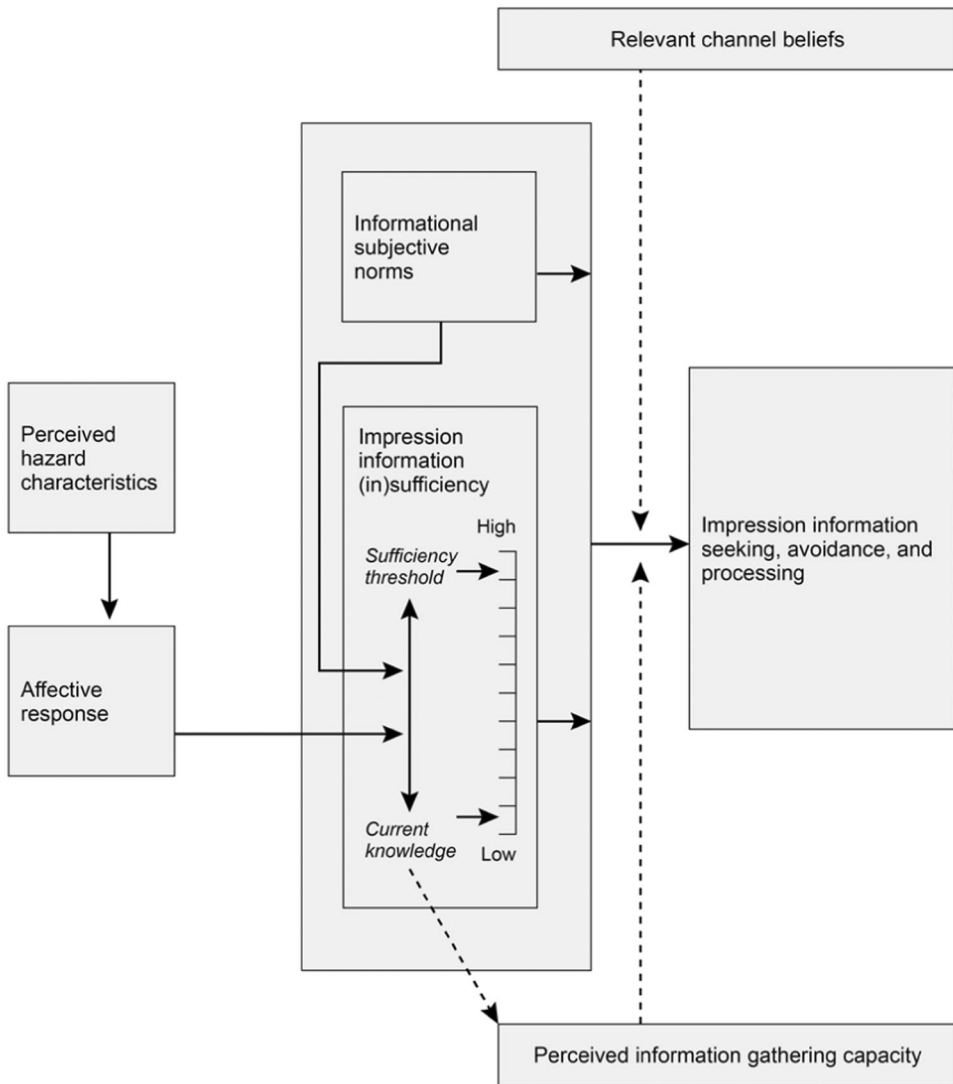 Relevant channel beliefs
Informational
subjective
norms
Perceived
hazard
characteristics
Impression
information
(in)sufficiency
High
Sufficiency
threshold
Impression information
seeking, avoidance, and
processing
Affective
response
Current
knowledge
Low
Perceived information gathering capacity